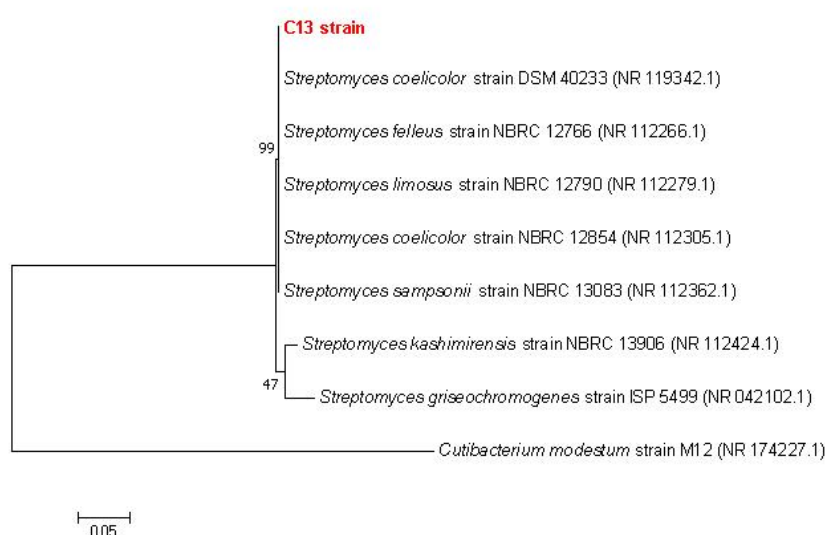 C13 strain
Streptomyces coelicolor strain DSM 40233 (NR 119342.1)
Streptomyces felleus strain NBRC 12766 (NR 112266.1)
99
Streptomyces limosus strain NBRC 12790 (NR 112279.1)
Streptomyces coelicolor strain NBRC 12854 (NR 112305.1)
Streptomyces sampsonii strain NBRC 13083 (NR 112362.1)
Streptomyces kashimirensis strain NBRC 13906 (NR 112424.1)
47
Streptomyces griseochromogenes strain ISP 5499 (NR 042102.1)
Cutibacterium modestum strain M12 (NR 174227.1)
0.05